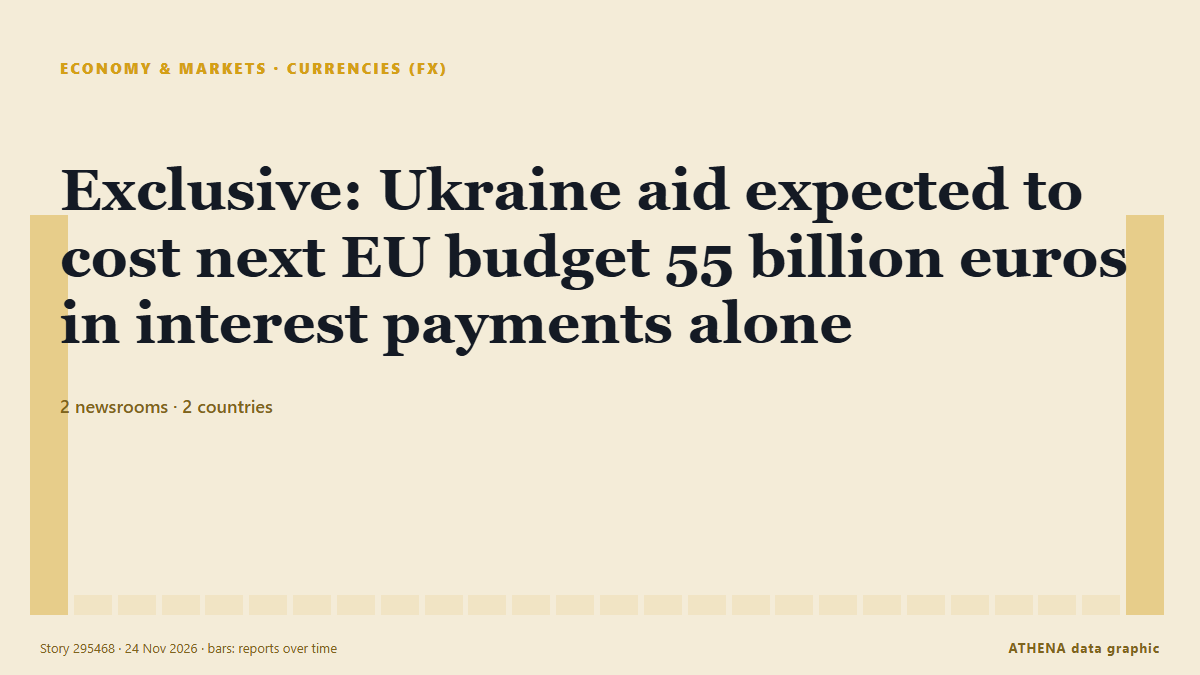 ECONOMY & MARKETS · CURRENCIES (FX)
Exclusive: Ukraine aid expected to
cost next EU budget 55 billion euros
in interest payments alone
2 newsrooms · 2 countries
Story 295468 · 24 Nov 2026 · bars: reports over time
ATHENA data graphic